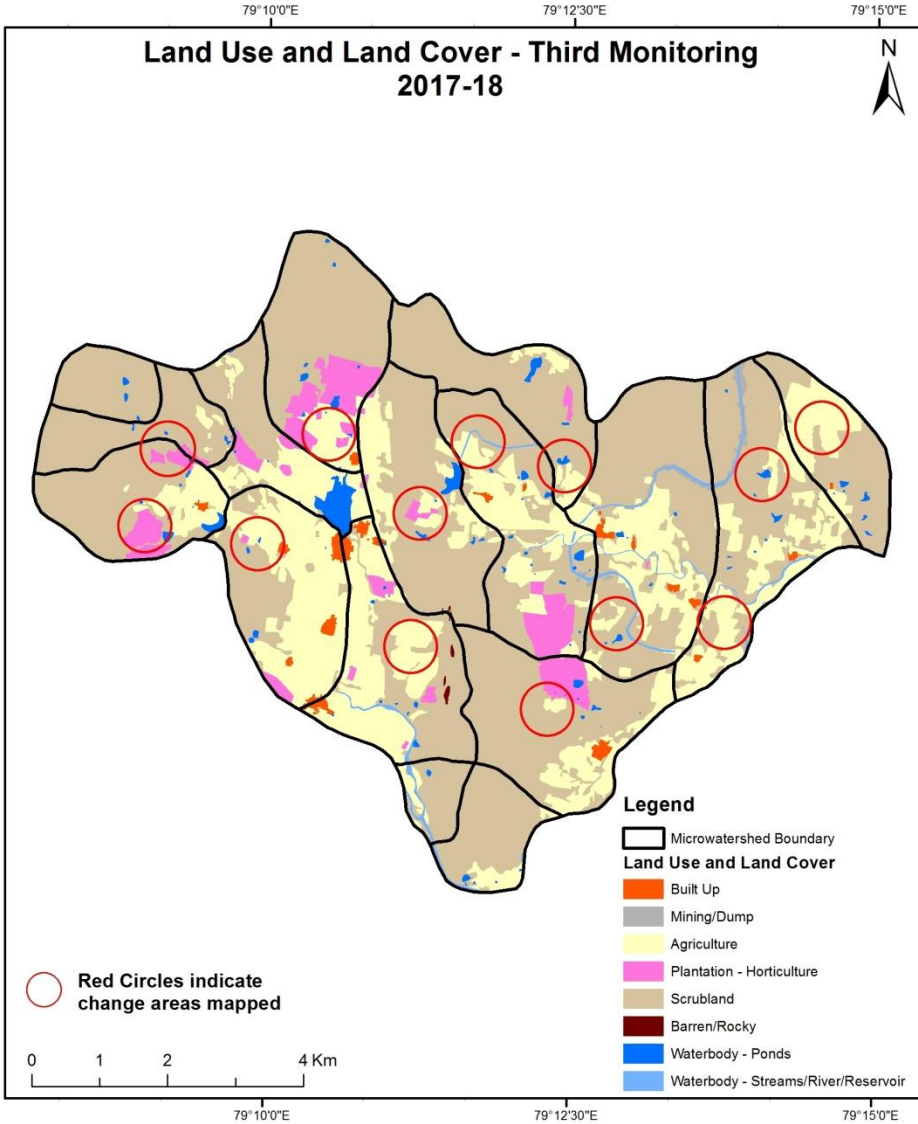 79°10'0"E 79°12'30"E 79°15'0"E
Land Use and Land Cover - Third Monitoring
2017-18
N
Legend
Microwatershed Boundary
Land Use and Land Cover
Built Up
Mining/Dump
Agriculture
Plantation - Horticulture
Scrubland
Barren/Rocky
Waterbody - Ponds
Waterbody - Streams/River/Reservoir
Red Circles indicate
change areas mapped
0 1 2 4 Km
79°10'0"E 79°12'30"E 79°15'0"E